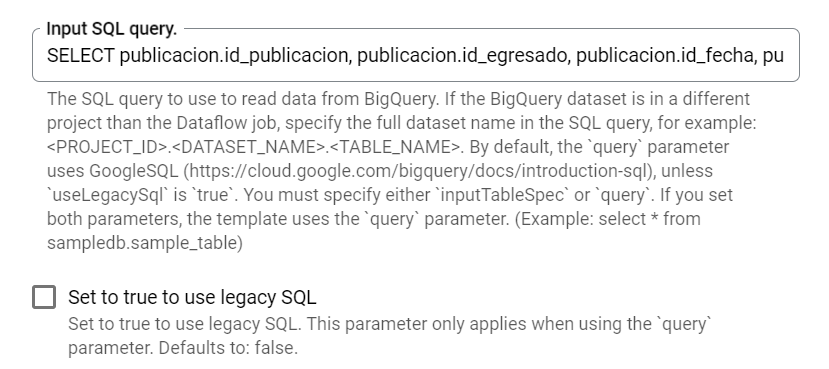 Input SQL query.
SELECT publicacion.id_publicacion, publicacion.id_egresado, publicacion.id_fecha, pu
The SQL query to use to read data from BigQuery. If the BigQuery dataset is in a different
project than the Dataflow job, specify the full dataset name in the SQL query, for example:
<PROJECT_ID>.<DATASET_NAME>.<TABLE_NAME>. By default, the `query` parameter
uses GoogleSQL (https://cloud.google.com/bigquery/docs/introduction-sql), unless
`useLegacySql` is `true`. You must specify either `inputTableSpec` or `query`. If you set
both parameters, the template uses the `query` parameter. (Example: select * from
sampledb.sample_table)
Set to true to use legacy SQL
Set to true to use legacy SQL. This parameter only applies when using the `query`
parameter. Defaults to: false.